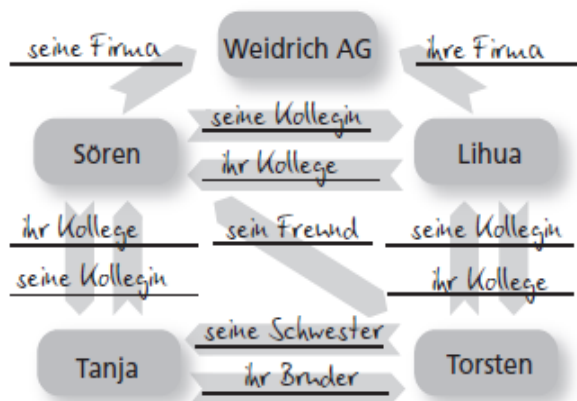 seine Firma
Weidrich AG
ihre Firma
seine Kollegin
Sören
Lihua
ihr Kollege
ihr Kollege
sein Freund
seine Kollegin
seine Kollegin
ihr Kollege
seine Schwester
Tanja
Torsten
ihr Bruder